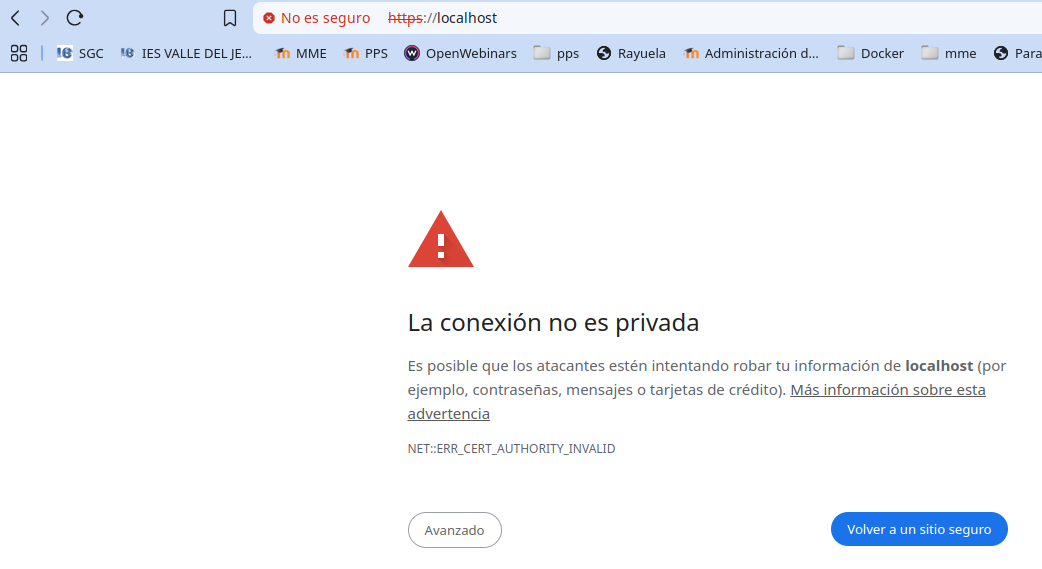 No es seguro https://localhost
SGC IES VALLE DEL JE... MME PPS OpenWebinars pps Rayuela Administración d... Docker mme Para
La conexión no es privada
Es posible que los atacantes estén intentando robar tu información de localhost (por
ejemplo, contraseñas, mensajes o tarjetas de crédito). Más información sobre esta
advertencia
NET::ERR_CERT_AUTHORITY_INVALID
Avanzado Volver a un sitio seguro